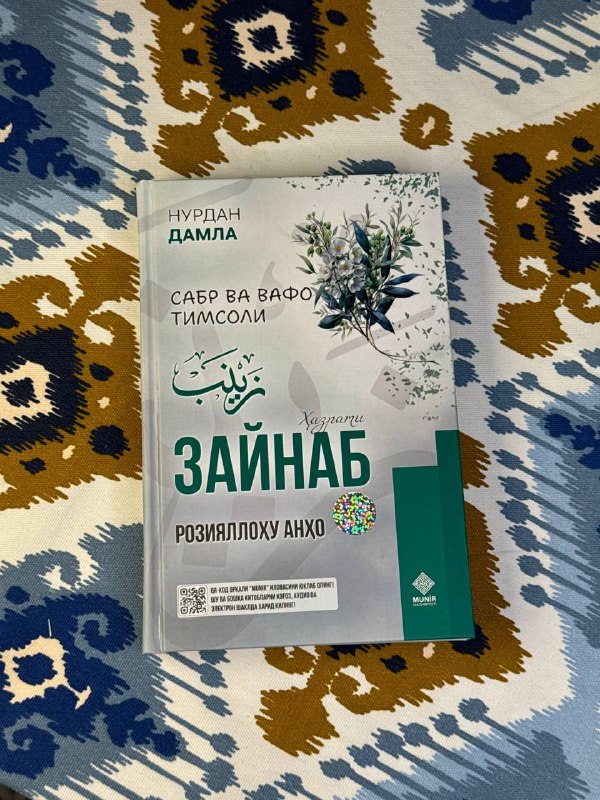 НУРДАН
ДАМЛА
САБР ВА ВАФО
ТИМСОЛИ
زينب
Ҳазрати
ЗАЙНАБ
РОЗИЯЛЛОҲУ АНҲО
QR-КОД ОРҚАЛИ "MUNIR" ИЛОВАСИНИ ЮКЛАБ ОЛИНГ!
ШУ ВА БОШҚА КИТОБЛАРНИ ҚОҒОЗ, АУДИО ВА
ЭЛЕКТРОН ШАКЛДА ХАРИД ҚИЛИНГ!
MUNIR
NASHRIYOTI